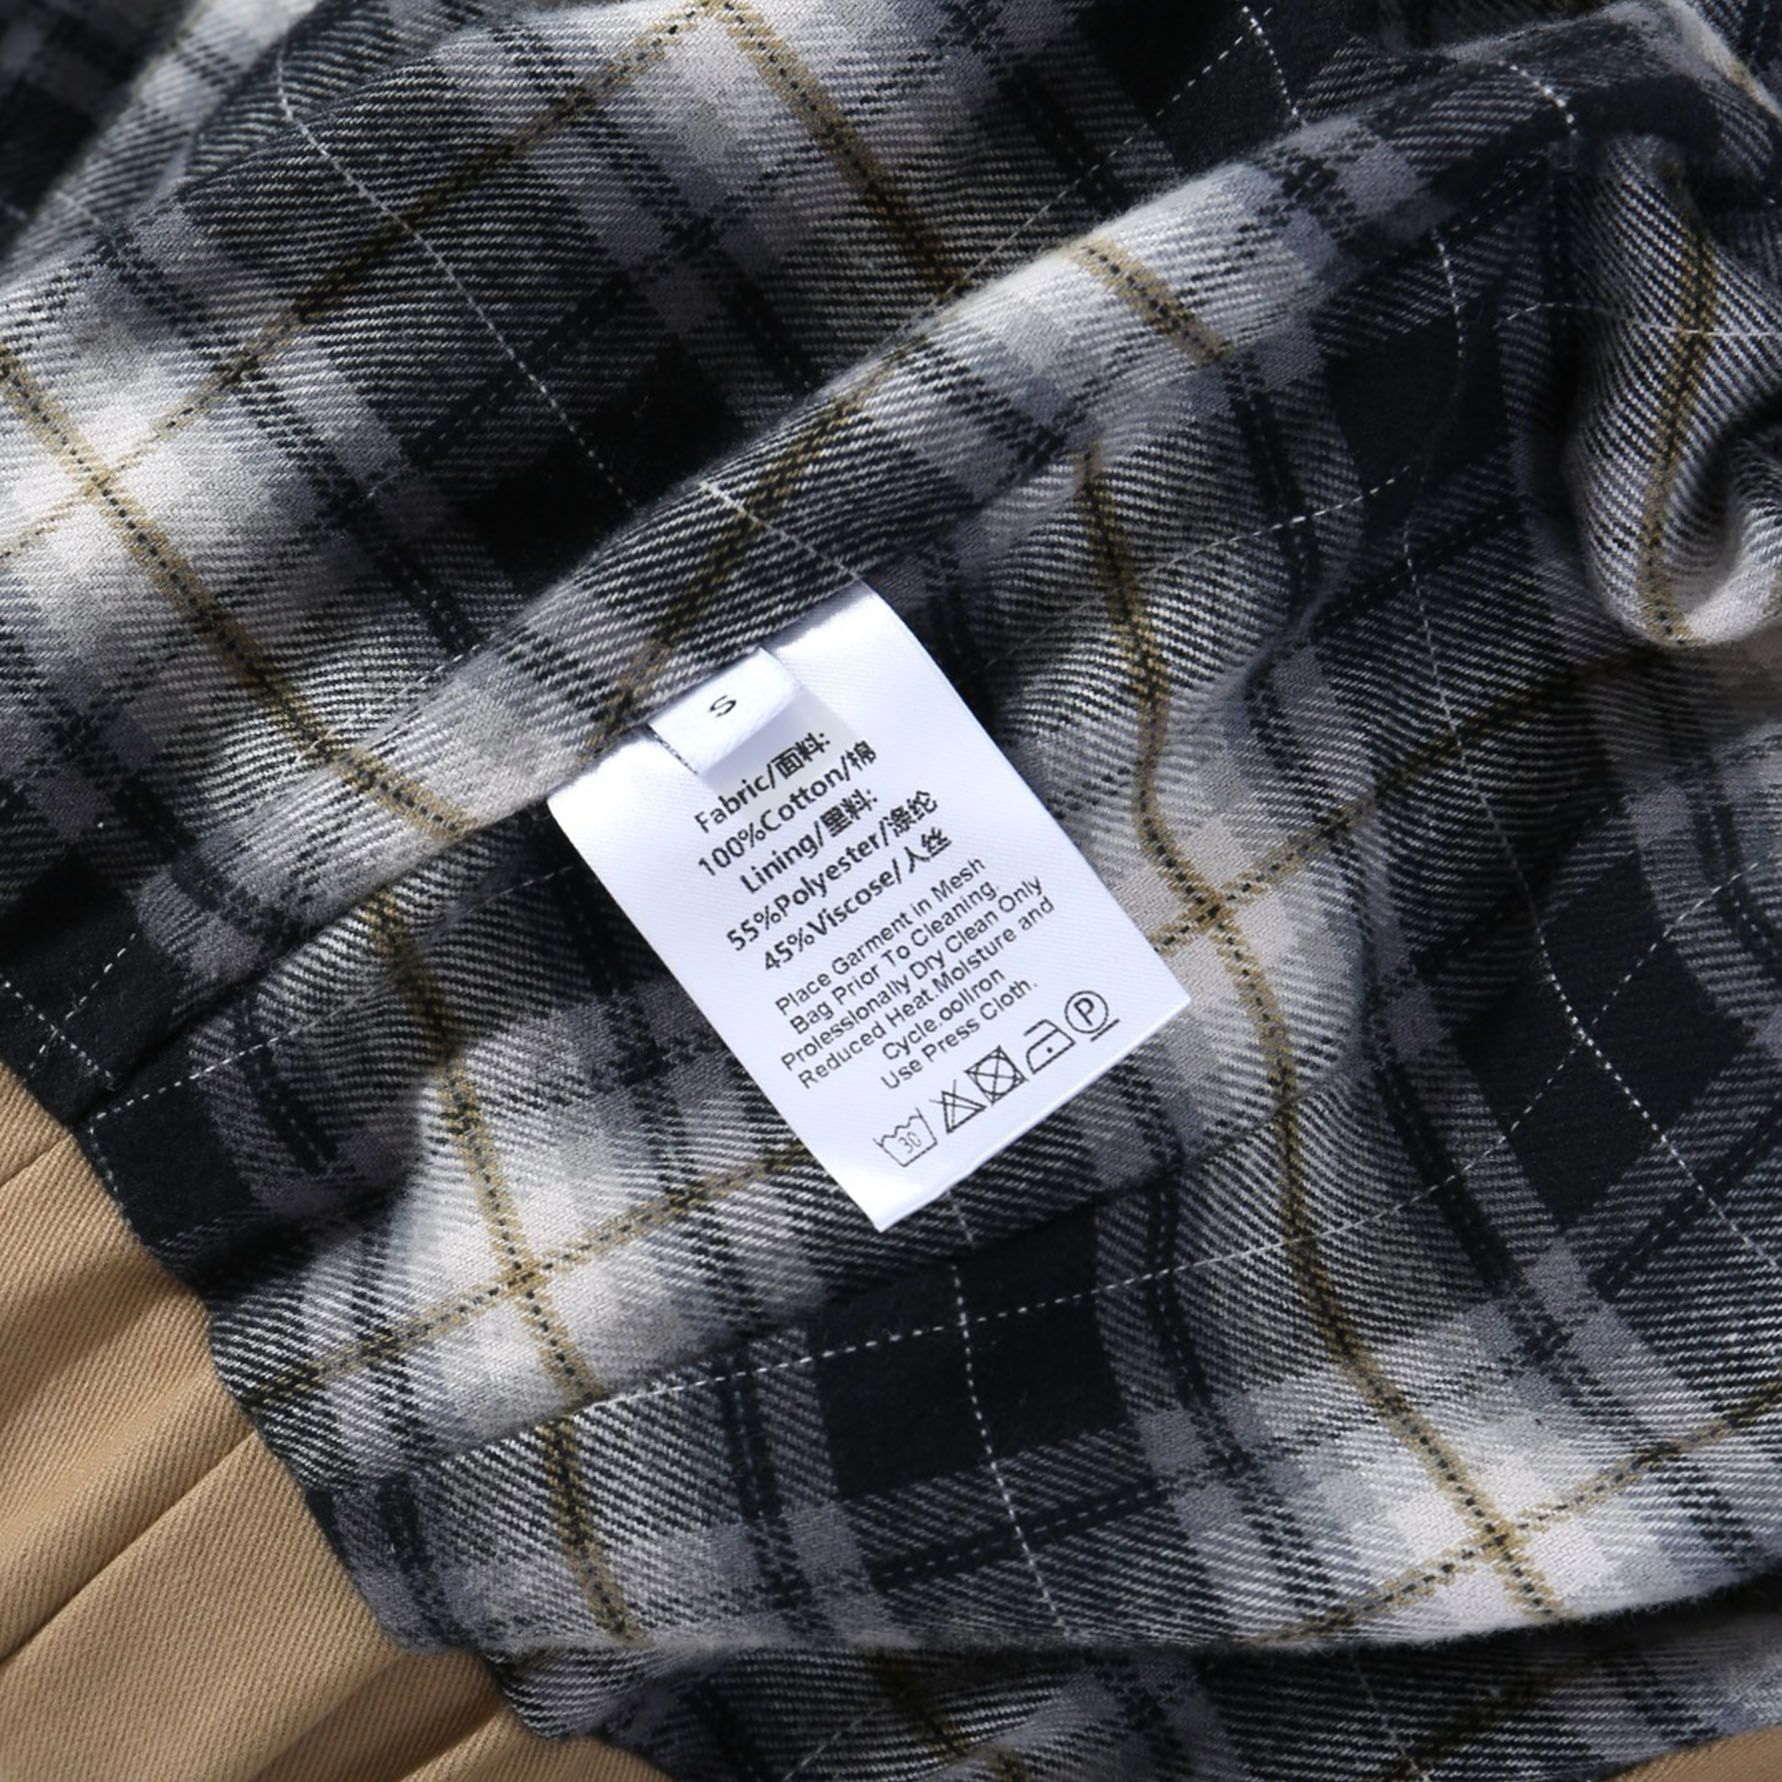 S
Fabric/面料:
100%Cotton/棉
Lining/里料:
55%Polyester/涤纶
45%Viscose/人丝
Place Garment in Mesh
Bag Prior To Cleaning.
Prolessionally Dry Clean Only
Reduced Heat.Moisture and
Cycle.oolIron
Use Press Cloth.
30 P